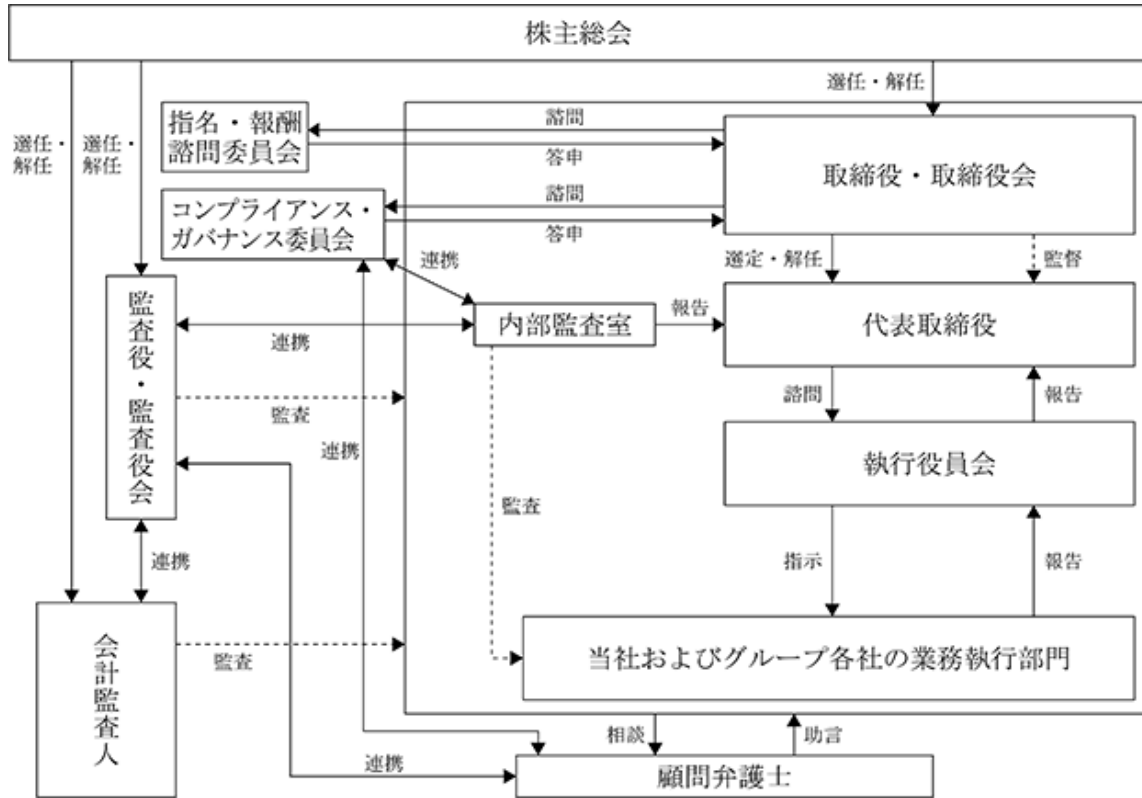 株主総会
選任・解任
選任・
解任
選任・
解任
指名・報酬
諮問委員会
諮問
答申
取締役・取締役会
コンプライアンス・
ガバナンス委員会
諮問
答申
連携
選定・解任
監督
監査役・監査役会
連携
内部監査室
報告
代表取締役
監査
連携
諮問
報告
執行役員会
監査
連携
指示
報告
会計監査人
監査
当社およびグループ各社の業務執行部門
相談
助言
連携
顧問弁護士